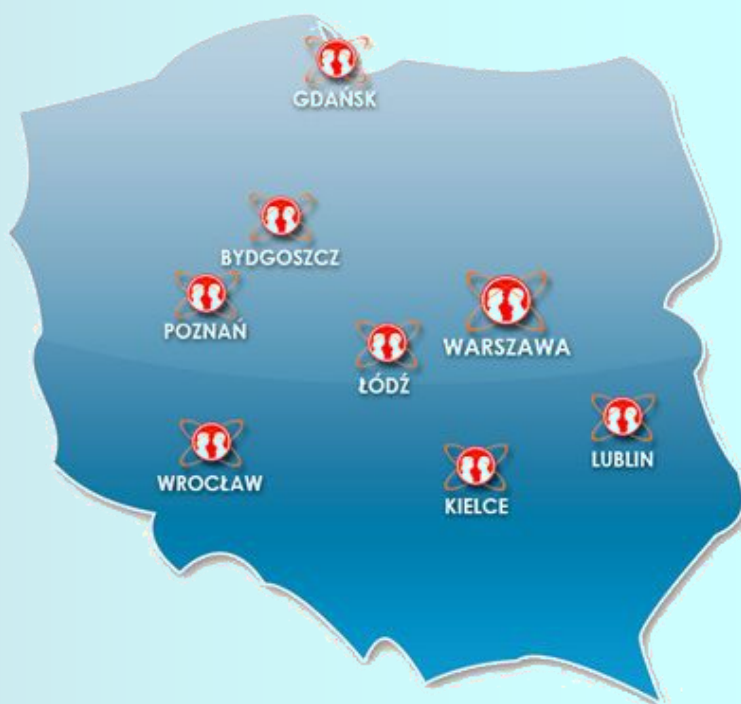 GDAŃSK
BYDGOSZCZ
POZNAŃ
WARSZAWA
ŁÓDŹ
LUBLIN
WROCŁAW
KIELCE